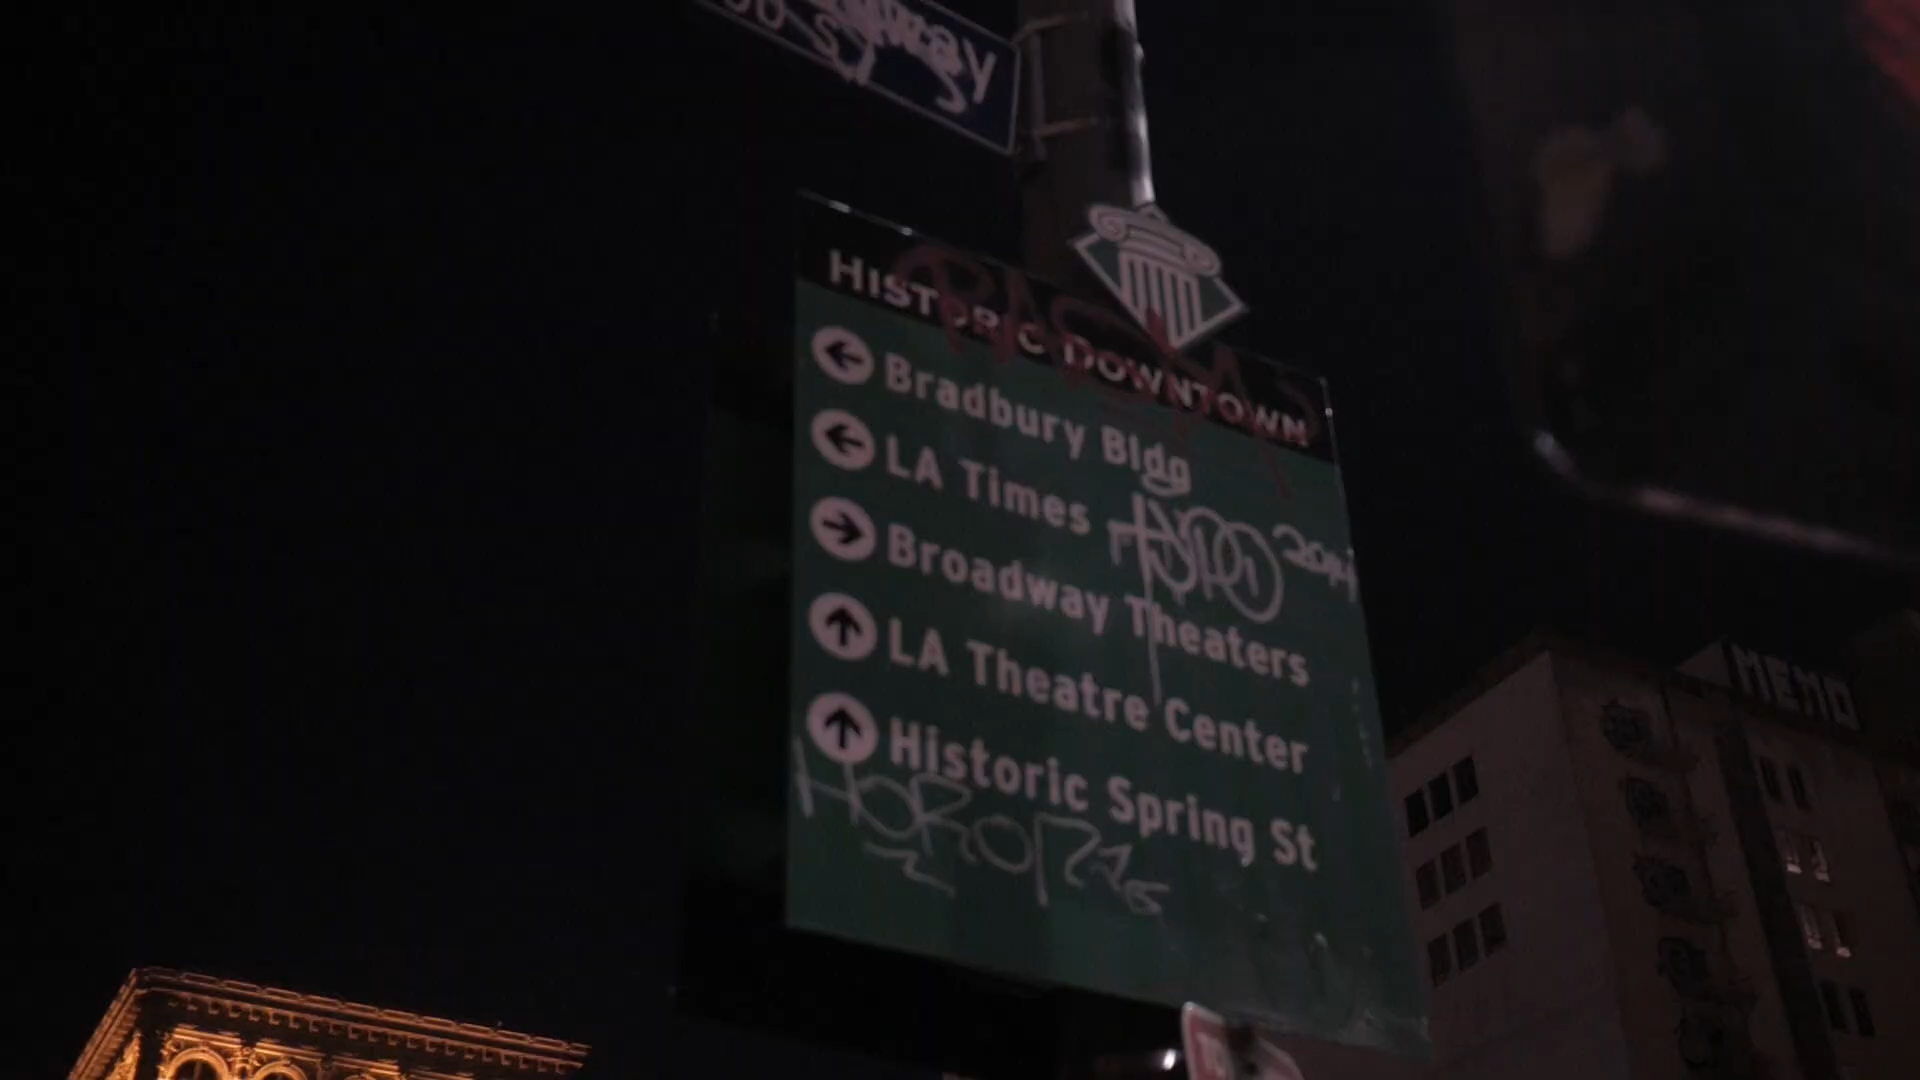 HISTORIC DOWNTOWN
Bradbury Bldg
LA Times
Broadway Theaters
LA Theatre Center
Historic Spring St